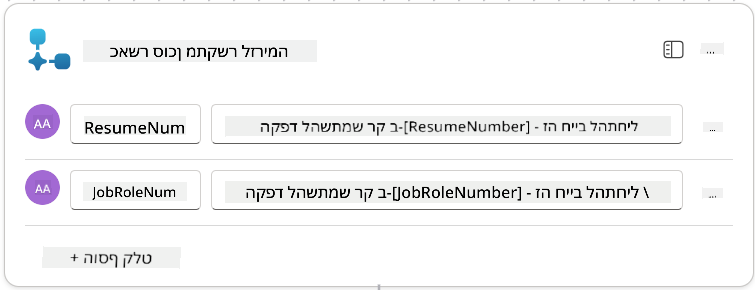 המירזל רשקתמ ןכוס רשאכ
...
AA
ResumeNum
ליחתהל בייח הז - [ResumeNumber]-ב קר שמתשהל דפקה
...
AA
JobRoleNum
\ ליחתהל בייח הז - [JobRoleNumber]-ב קר שמתשהל דפקה
...
טלק ףסוה +